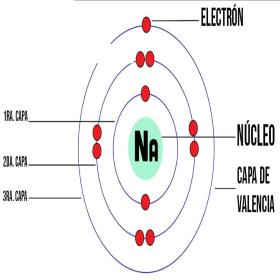 ELECTRÓN
1RA. CAPA
NA
NÚCLEO
2DA. CAPA
CAPA DE
VALENCIA
3RA. CAPA